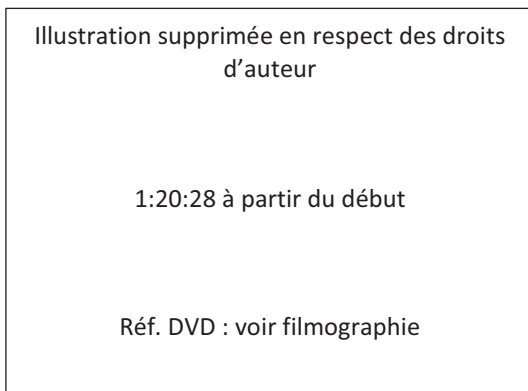 Illustration supprimée en respect des droits
d’auteur
1:20:28 à partir du début
Réf. DVD : voir filmographie